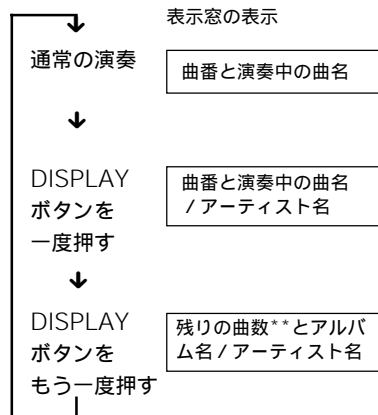 表示窓の表示
通常の演奏
曲番と演奏中の曲名
DISPLAY
ボタンを
一度押す
曲番と演奏中の曲名
/ アーティスト名
DISPLAY
ボタンを
もう一度押す
残りの曲数**とアルバ
ム名 / アーティスト名